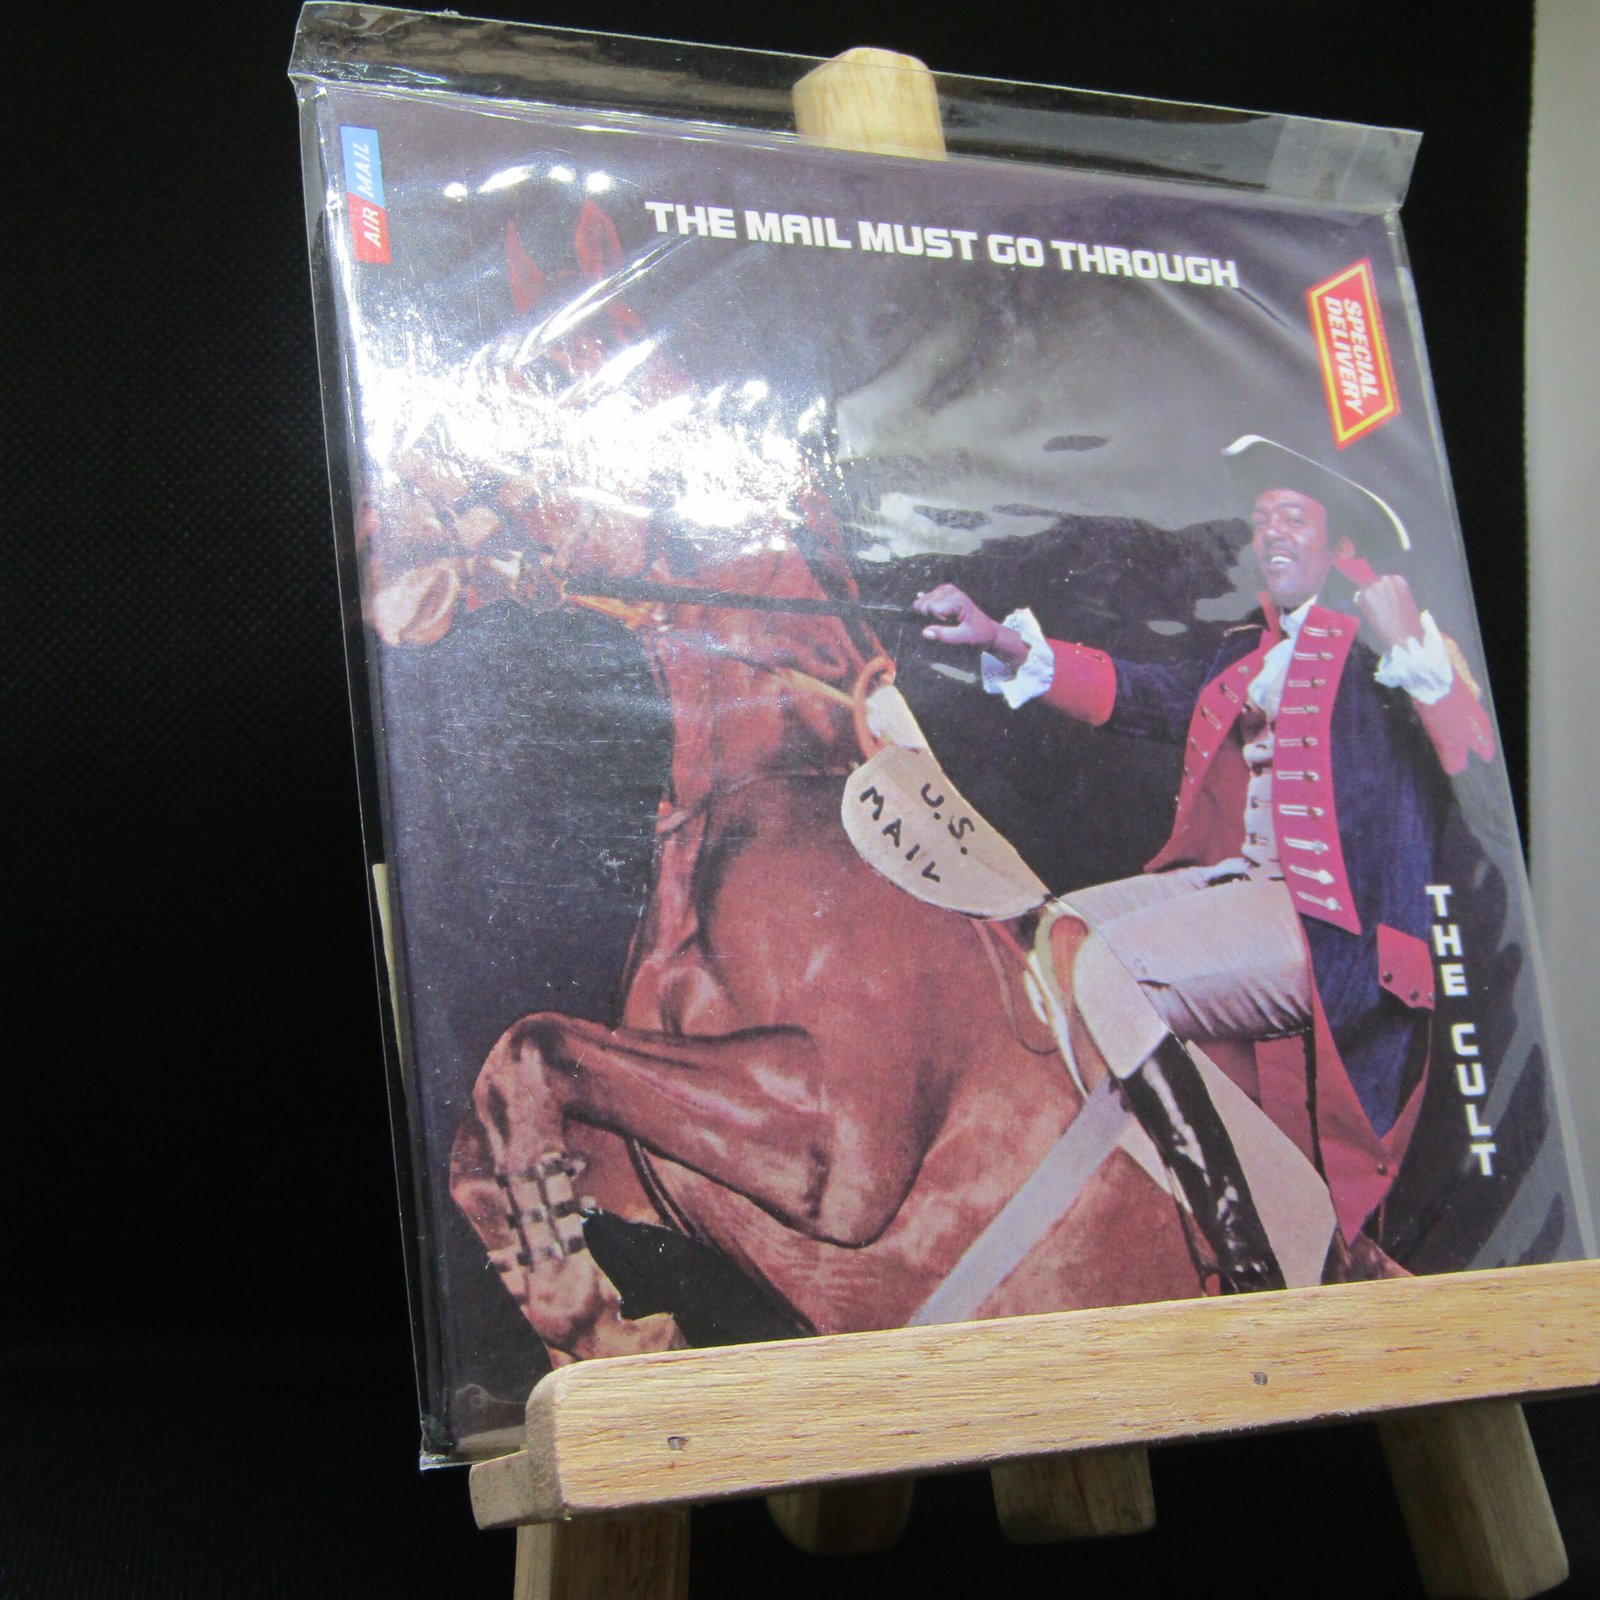 AIR MAIL
THE MAIL MUST GO THROUGH
SPECIAL
DELIVERY
U.S.
MAIL
THE CULT